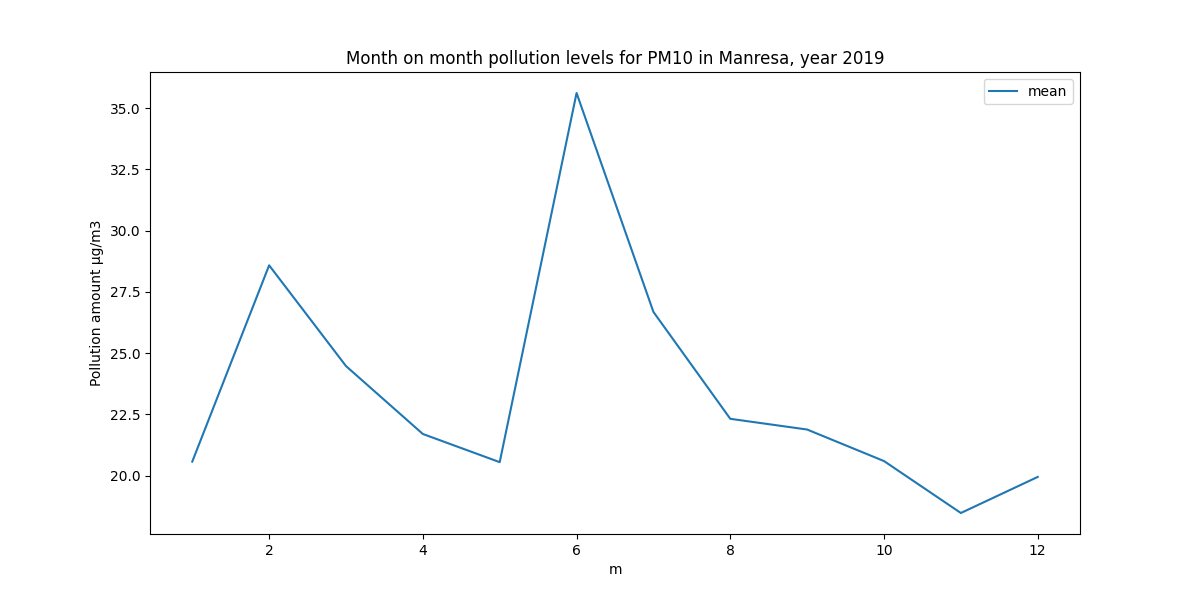 Month on month pollution levels for PM10 in Manresa, year 2019
mean
Pollution amount µg/m3
35.0
32.5
30.0
27.5
25.0
22.5
20.0
2 4 6 8 10 12
m